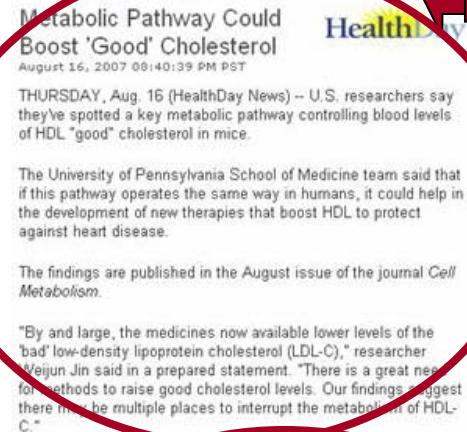 Metabolic Pathway Could
Boost 'Good' Cholesterol
HealthDay
August 16, 2007 08:40:39 PM PST
THURSDAY, Aug. 16 (HealthDay News) -- U.S. researchers say
they've spotted a key metabolic pathway controlling blood levels
of HDL "good" cholesterol in mice.
The University of Pennsylvania School of Medicine team said that
if this pathway operates the same way in humans, it could help in
the development of new therapies that boost HDL to protect
against heart disease.
The findings are published in the August issue of the journal Cell
Metabolism.
"By and large, the medicines now available lower levels of the
'bad' low-density lipoprotein cholesterol (LDL-C)," researcher
Weijun Jin said in a prepared statement. "There is a great need
for methods to raise good cholesterol levels. Our findings suggest
there may be multiple places to interrupt the metabolism of HDL-
C."